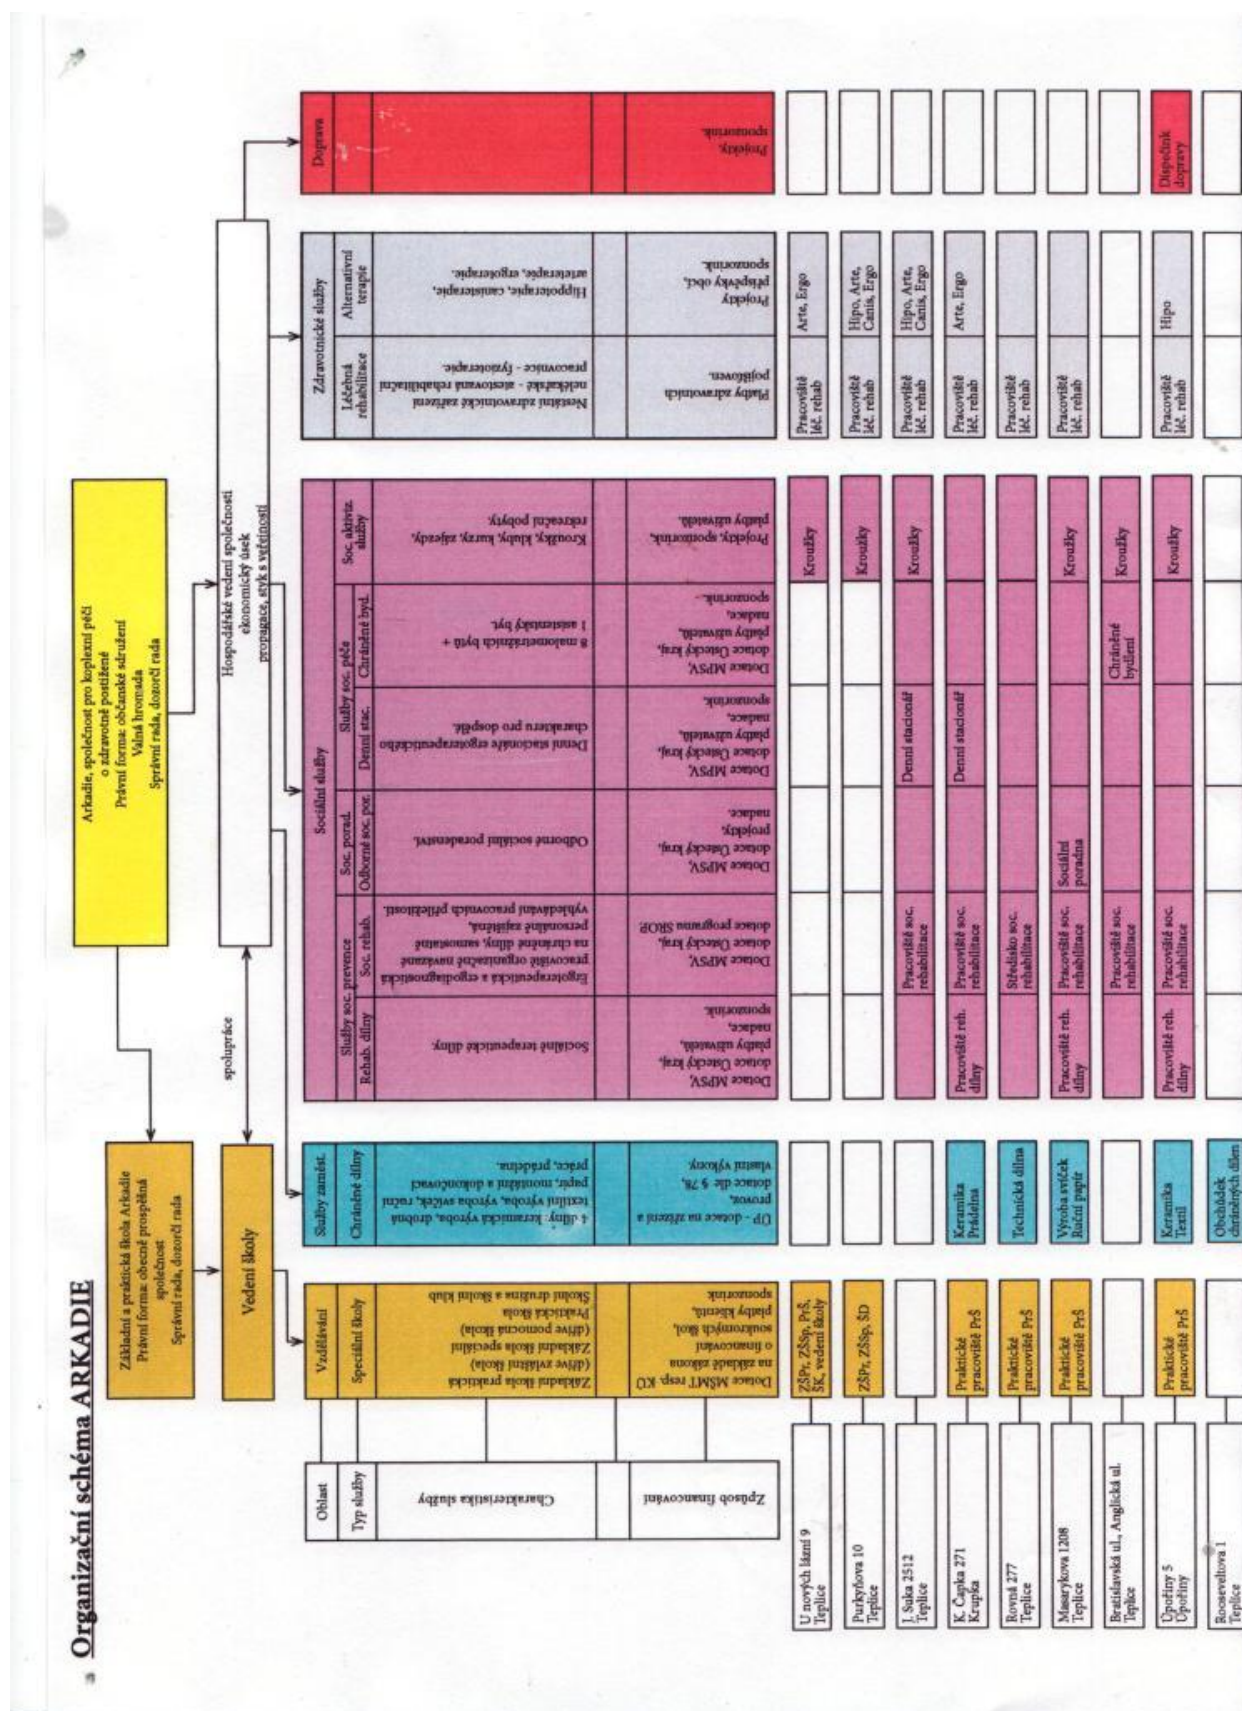 Organizační schéma ARKADIE
Základní a praktická škola Arkadie
Právní forma: obecně prospěšná
společnost
Správní rada, dozorčí rada
Arkadie, společnost pro koplexní péči
o zdravotně postižené
Právní forma: občanské sdružení
Valná hromada
Správní rada, dozorčí rada
Vedení školy
spolupráce
Hospodářské vedení společnosti
ekonomický úsek
propagace, styk s veřejností
Oblast
Vzdělávání
Služby zaměst.
Sociální služby
Zdravotnické služby
Doprava
Typ služby
Speciální školy
Chráněné dílny
Služby soc. prevence
Rehab. dílny
Soc. rehab.
Soc. porad.
Odborné soc. por.
Služby soc. péče
Denní stac.
Chráněné byd.
Soc. aktiviz.
služby
Léčebná
rehabilitace
Alternativní
terapie
Charakteristika služby
Základní škola praktická
(dříve zvláštní škola)
Základní škola speciální
(dříve pomocná škola)
Praktická škola
Školní družina a školní klub
4 dílny: keramická výroba, drobná
textilní výroba, výroba svíček, ruční
papír, montážní a dokončovací
práce, prádelna.
Sociálně terapeutické dílny.
Ergoterapeutická a ergodiagnostická
pracoviště organizačně navázané
na chráněné dílny, samostatně
personálně zajištěná,
vyhledávání pracovních příležitostí.
Odborné sociální poradenství.
Denní stacionáře ergoterapeutického
charakteru pro dospělé.
8 malometrážních bytů +
1 asistenční byt.
Kroužky, kluby, kurzy, zájezdy,
rekreační pobyty.
Nestátní zdravotnické zařízení
nelékařské - atestovaná rehabilitační
pracovnice - fyzioterapie.
Hippoterapie, canisterapie,
arteterapie, ergoterapie.
Způsob financování
Dotace MŠMT resp. KÚ
na základě zákona
o financování
soukromých škol,
platby klientů,
sponzorink
ÚP - dotace na zřízení a
provoz,
dotace dle § 78,
vlastní výkony.
Dotace MPSV,
dotace Ústecký kraj,
platby uživatelů,
nadace,
sponzorink.
Dotace MPSV,
dotace Ústecký kraj,
dotace programu SROP.
Dotace MPSV,
dotace Ústecký kraj,
projekty,
nadace.
Dotace MPSV,
dotace Ústecký kraj,
platby uživatelů,
nadace,
sponzorink.
Dotace MPSV,
dotace Ústecký kraj,
platby uživatelů,
nadace,
sponzorink.
Projekty, sponzorink,
platby uživatelů.
Platby zdravotních
pojišťoven.
Projekty
příspěvky obcí,
sponzorink.
Projekty,
sponzorink.
U nových lázní 9
Teplice
ZŠPr, ZŠSp, PrŠ,
ŠK, vedení školy
Kroužky
Pracoviště
léč. rehab
Arte, Ergo
Purkyňova 10
Teplice
ZŠPr, ZŠSp, ŠD
Kroužky
Pracoviště
léč. rehab
Hipo, Arte,
Canis, Ergo
J. Suka 2512
Teplice
Pracoviště soc.
rehabilitace
Denní stacionář
Kroužky
Pracoviště
léč. rehab
Hipo, Arte,
Canis, Ergo
K. Čapka 271
Krupka
Praktické
pracoviště PrŠ
Keramika
Prádelna
Pracoviště reh.
dílny
Pracoviště soc.
rehabilitace
Denní stacionář
Pracoviště
léč. rehab
Arte, Ergo
Rovná 277
Teplice
Praktické
pracoviště PrŠ
Technická dílna
Středisko soc.
rehabilitace
Pracoviště
léč. rehab
Masarykova 1208
Teplice
Praktické
pracoviště PrŠ
Výroba svíček
Ruční papír
Pracoviště reh.
dílny
Pracoviště soc.
rehabilitace
Sociální
poradna
Kroužky
Pracoviště
léč. rehab
Bratislavská ul., Anglická ul.
Teplice
Pracoviště soc.
rehabilitace
Chráněné
bydlení
Kroužky
Úpořiny 5
Úpořiny
Praktické
pracoviště PrŠ
Keramika
Textil
Pracoviště reh.
dílny
Pracoviště soc.
rehabilitace
Kroužky
Pracoviště
léč. rehab
Hipo
Dispečink
dopravy
Rooseveltova 1
Teplice
Obchůdek
chráněných dílen